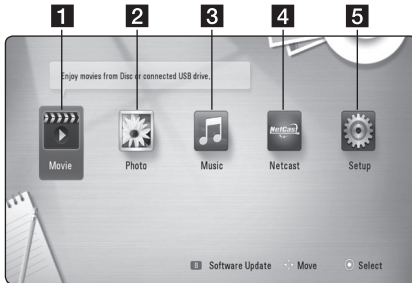 1 2 3 4 5
Enjoy movies from Disc or connected USB drive.
NetCast
Movie Photo Music Netcast Setup
Software Update Move Select